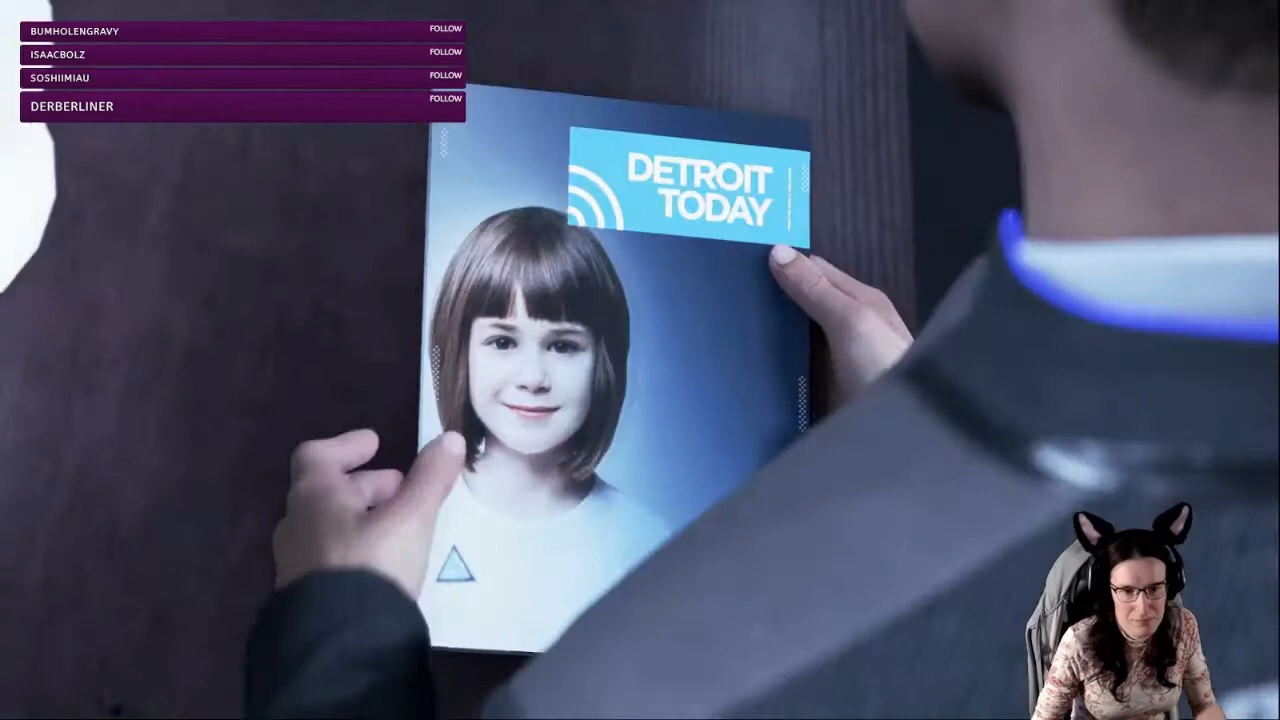 BUMHOLENGRAVY FOLLOW
ISAACBOLZ FOLLOW
SOSHIIMIAU FOLLOW
DERBERLINER FOLLOW
DETROIT
TODAY